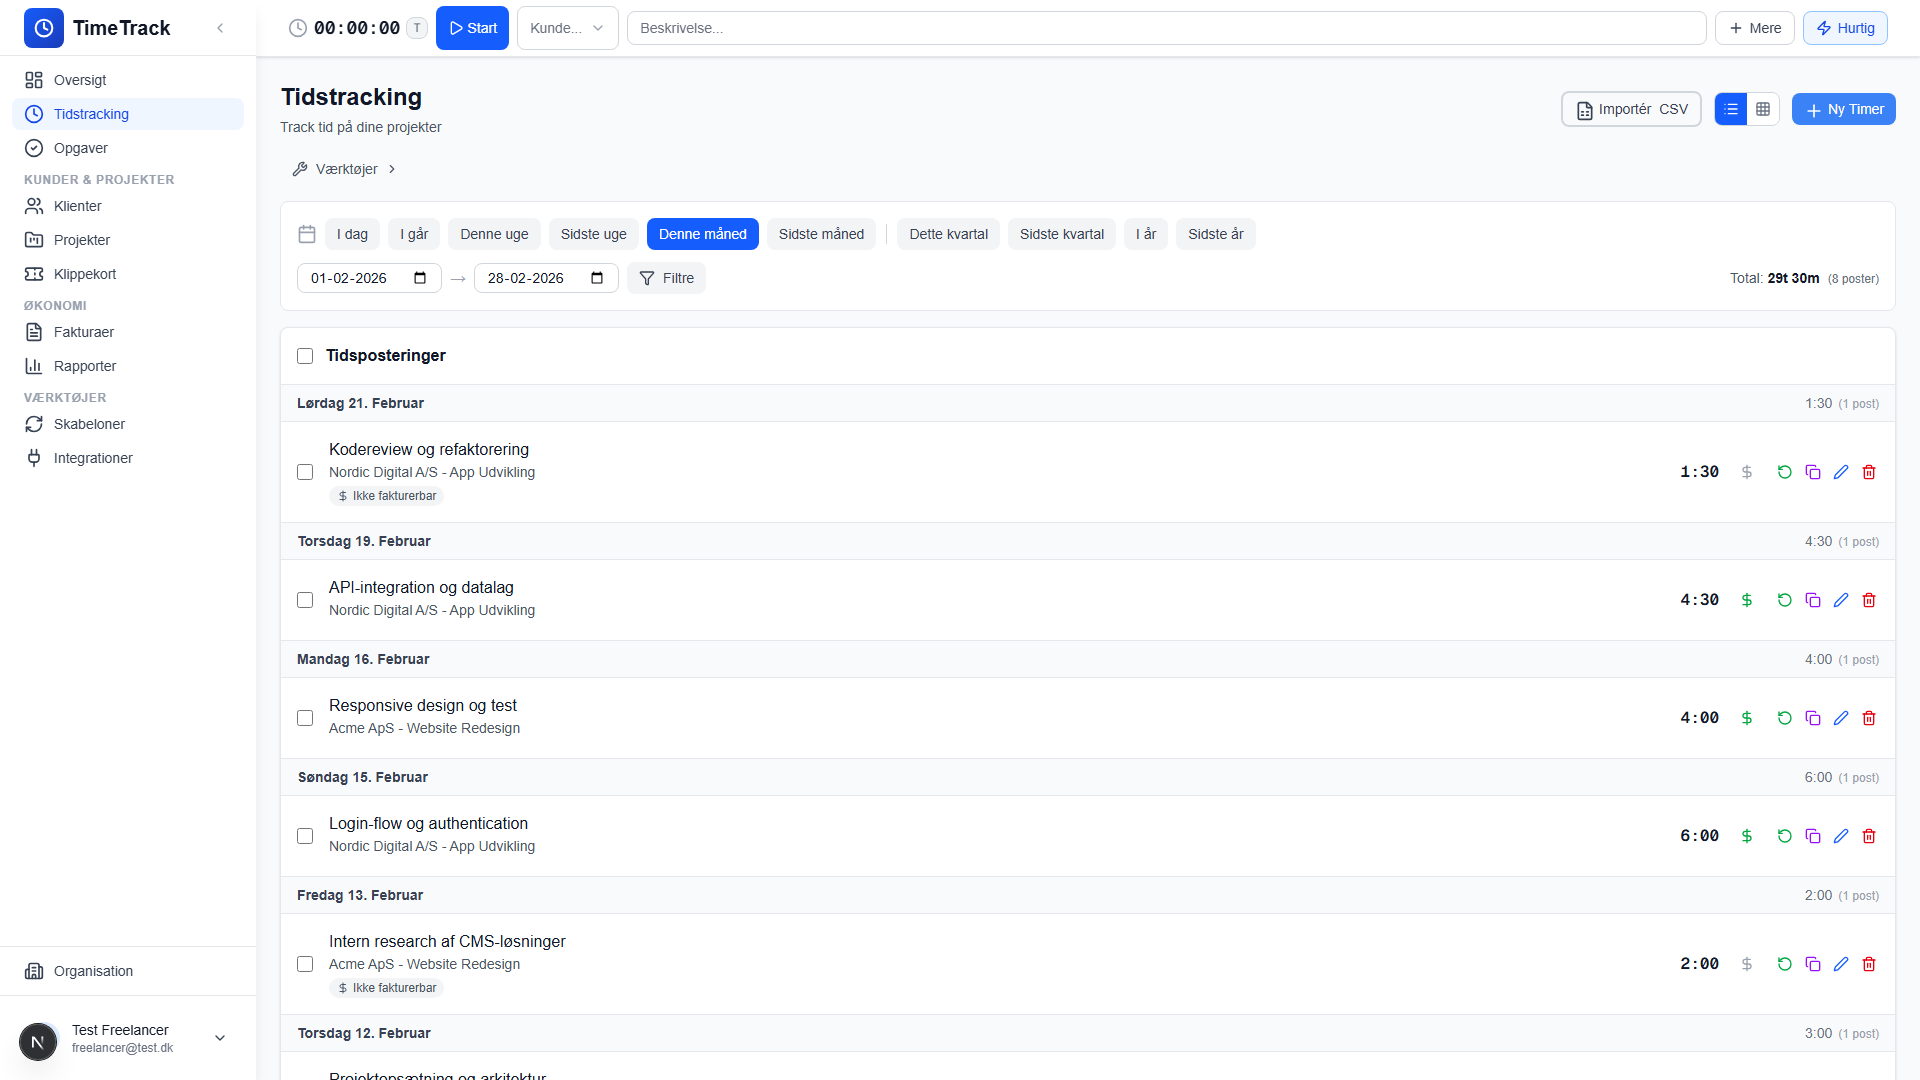 TimeTrack
00:00:00 T Start Kunde... Beskrivelse... Mere Hurtig
Oversigt
Tidstracking
Opgaver
KUNDER & PROJEKTER
Klienter
Projekter
Klippekort
ØKONOMI
Fakturaer
Rapporter
VÆRKTØJER
Skabeloner
Integrationer
Organisation
N
Test Freelancer
freelancer@test.dk
Tidstracking
Track tid på dine projekter
Importér CSV Ny Timer
Værktøjer
I dag I går Denne uge Sidste uge Denne måned Sidste måned Dette kvartal Sidste kvartal I år Sidste år
01-02-2026 → 28-02-2026 Filtre Total: 29t 30m (8 poster)
Tidsposteringer
Lørdag 21. Februar 1:30 (1 post)
Kodereview og refaktorering
Nordic Digital A/S - App Udvikling
$ Ikke fakturerbar
1:30 $
Torsdag 19. Februar 4:30 (1 post)
API-integration og datalag
Nordic Digital A/S - App Udvikling
4:30 $
Mandag 16. Februar 4:00 (1 post)
Responsive design og test
Acme ApS - Website Redesign
4:00 $
Søndag 15. Februar 6:00 (1 post)
Login-flow og authentication
Nordic Digital A/S - App Udvikling
6:00 $
Fredag 13. Februar 2:00 (1 post)
Intern research af CMS-løsninger
Acme ApS - Website Redesign
$ Ikke fakturerbar
2:00 $
Torsdag 12. Februar 3:00 (1 post)
Projektopsætning og arkitektur